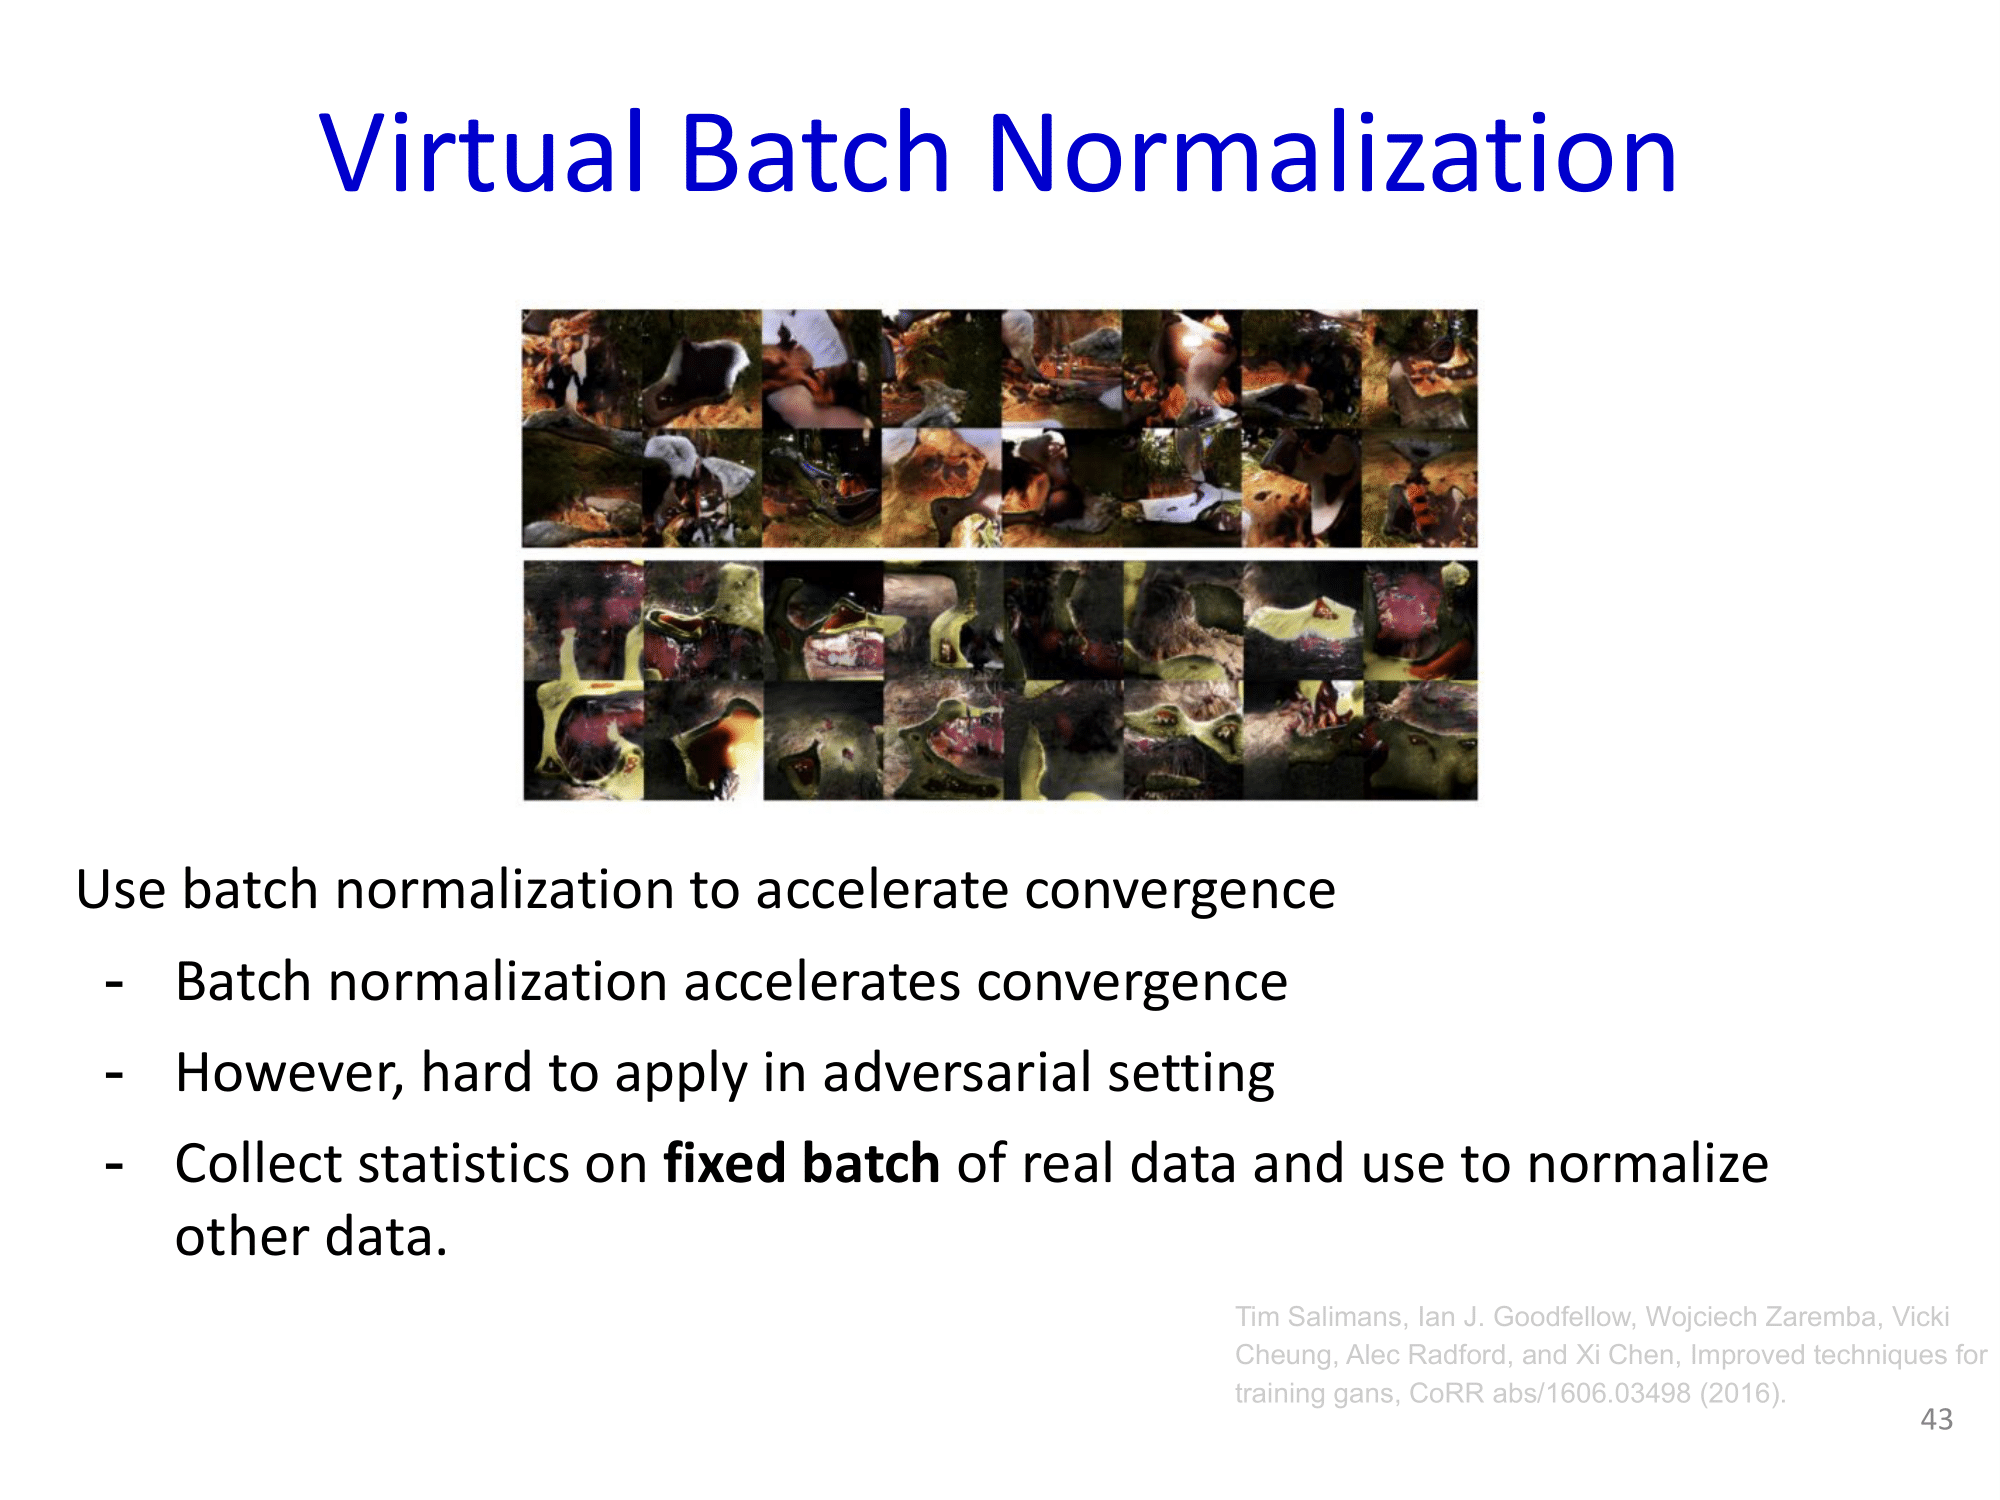 Virtual Batch Normalization
Use batch normalization to accelerate convergence
- Batch normalization accelerates convergence
- However, hard to apply in adversarial setting
- Collect statistics on fixed batch of real data and use to normalize
other data.
Tim Salimans, Ian J. Goodfellow, Wojciech Zaremba, Vicki
Cheung, Alec Radford, and Xi Chen, Improved techniques for
training gans, CoRR abs/1606.03498 (2016).
43